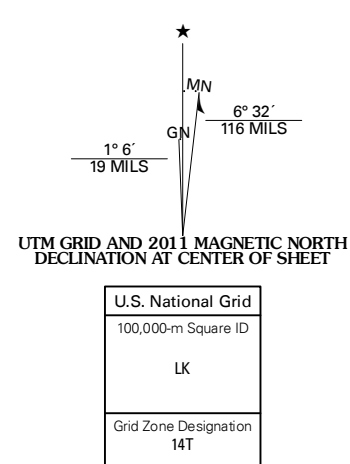 ★
MN
6° 32´
116 MILS
GN
1° 6´
19 MILS
UTM GRID AND 2011 MAGNETIC NORTH
DECLINATION AT CENTER OF SHEET
U.S. National Grid
100,000-m Square ID
LK
Grid Zone Designation
14T